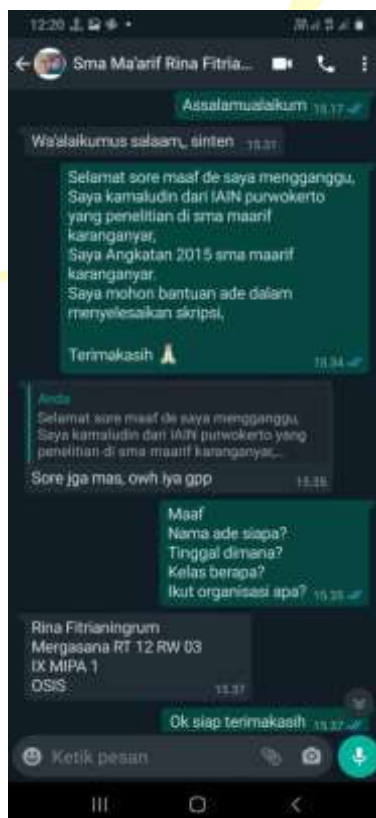 12:20
Sma Ma'arif Rina Fitria...
Assalamualaikum 15.17
Wa'alaikumus salaam,, sinten 15.31
Selamat sore maaf de saya mengganggu,
Saya kamaludin dari IAIN purwokerto
yang penelitian di sma maarif
karanganyar,
Saya Angkatan 2015 sma maarif
karanganyar.
Saya mohon bantuan ade dalam
menyelesaikan skripsi,
Terimakasih
15.34
Anda
Selamat sore maaf de saya mengganggu,
Saya kamaludin dari IAIN purwokerto yang
penelitian di sma maarif karanganyar,...
Sore jga mas, owh iya gpp 15.35
Maaf
Nama ade siapa?
Tinggal dimana?
Kelas berapa?
Ikut organisasi apa? 15.35
Rina Fitrianingrum
Mergasana RT 12 RW 03
IX MIPA 1
OSIS 15.37
Ok siap terimakasih 15.37
Ketik pesan